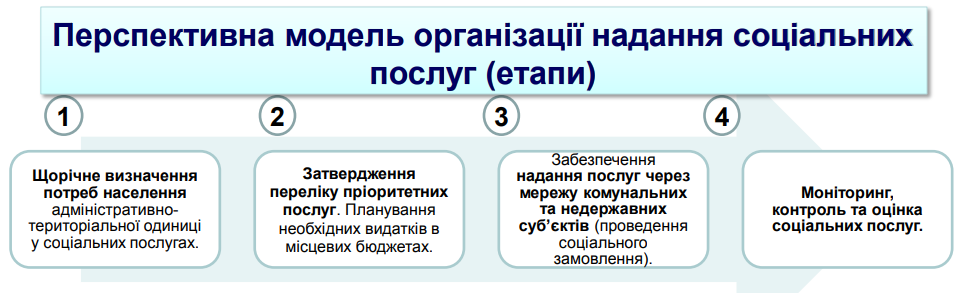 Перспективна модель організації надання соціальних
послуг (етапи)
1
2
3
4
Щорічне визначення
потреб населення
адміністративно-
територіальної одиниці
у соціальних послугах.
Затвердження
переліку пріоритетних
послуг. Планування
необхідних видатків в
місцевих бюджетах.
Забезпечення
надання послуг через
мережу комунальних
та недержавних
суб’єктів (проведення
соціального
замовлення).
Моніторинг,
контроль та оцінка
соціальних послуг.